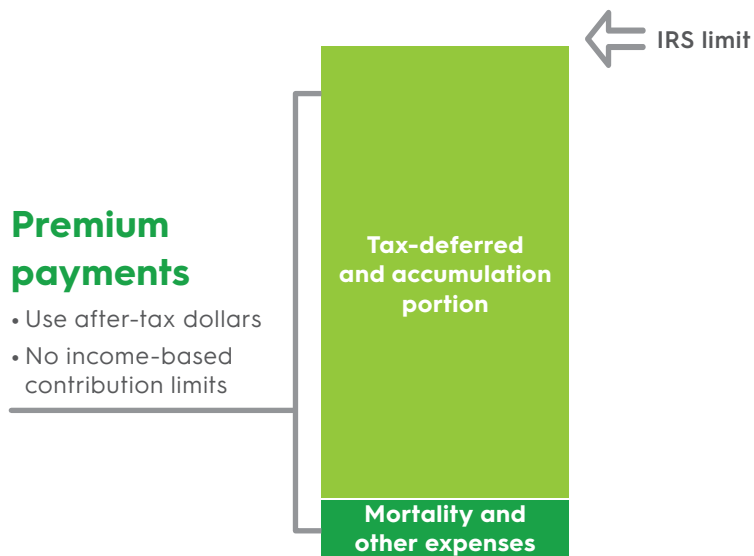 IRS limit
Premium
payments
• Use after-tax dollars
• No income-based
contribution limits
Tax-deferred
and accumulation
portion
Mortality and
other expenses